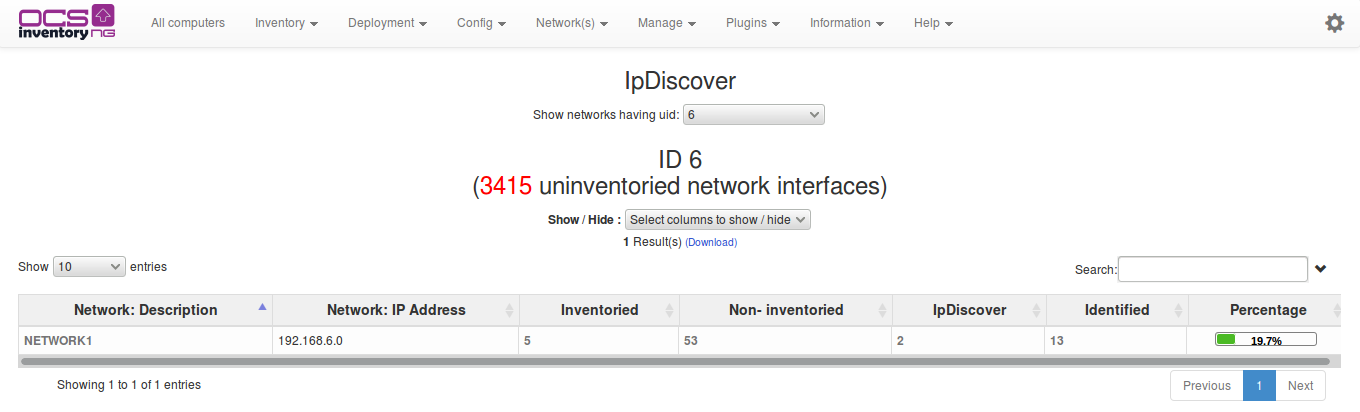 OCS
inventory NG
All computers Inventory Deployment Config Network(s) Manage Plugins Information Help
IpDiscover
Show networks having uid: 6
ID 6
(3415 uninventoried network interfaces)
Show / Hide : Select columns to show / hide
1 Result(s) (Download)
Show 10 entries Search:
Network: Description Network: IP Address Inventoried Non- inventoried IpDiscover Identified Percentage
NETWORK1 192.168.6.0 5 53 2 13 19.7%
Showing 1 to 1 of 1 entries Previous 1 Next